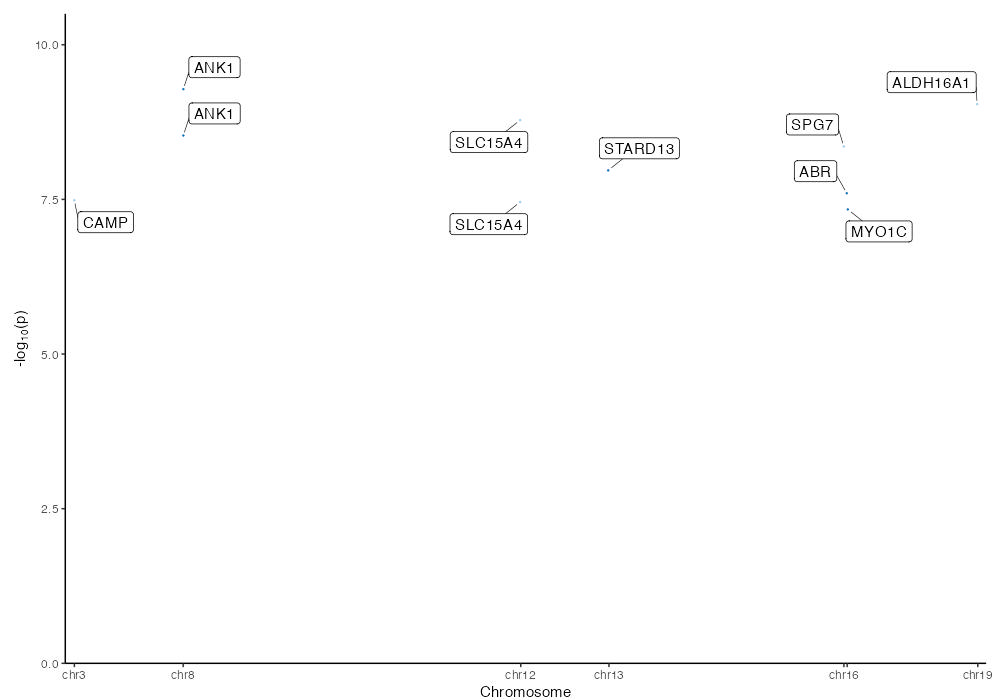 10.0
ANK1
ALDH16A1
ANK1
SPG7
SLC15A4
STARD13
ABR
7.5
CAMP
SLC15A4
MYO1C
-log10(p)
5.0
2.5
0.0
chr3 chr8 chr12 chr13 chr16 chr19
Chromosome